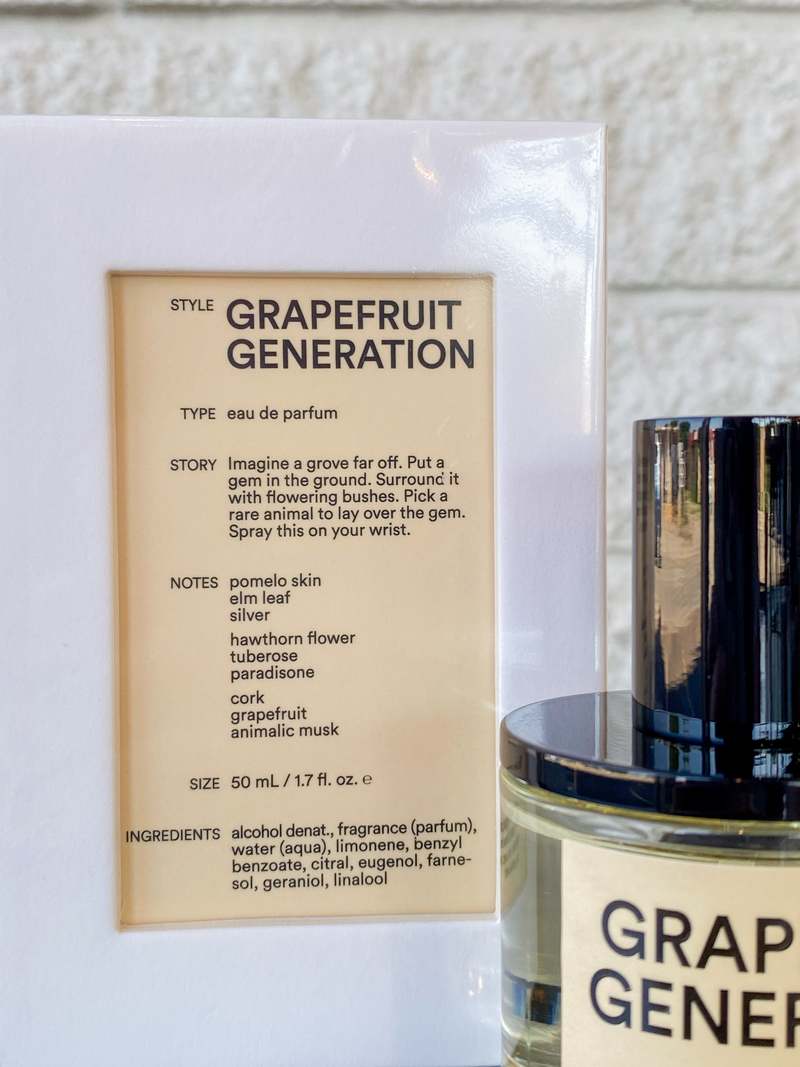 STYLE GRAPEFRUIT
GENERATION
TYPE eau de parfum
STORY Imagine a grove far off. Put a
gem in the ground. Surround it
with flowering bushes. Pick a
rare animal to lay over the gem.
Spray this on your wrist.
NOTES pomelo skin
elm leaf
silver
hawthorn flower
tuberose
paradisone
cork
grapefruit
animalic musk
SIZE 50 mL / 1.7 fl. oz. ℮
INGREDIENTS alcohol denat., fragrance (parfum),
water (aqua), limonene, benzyl
benzoate, citral, eugenol, farne-
sol, geraniol, linalool
GRAP
GENER